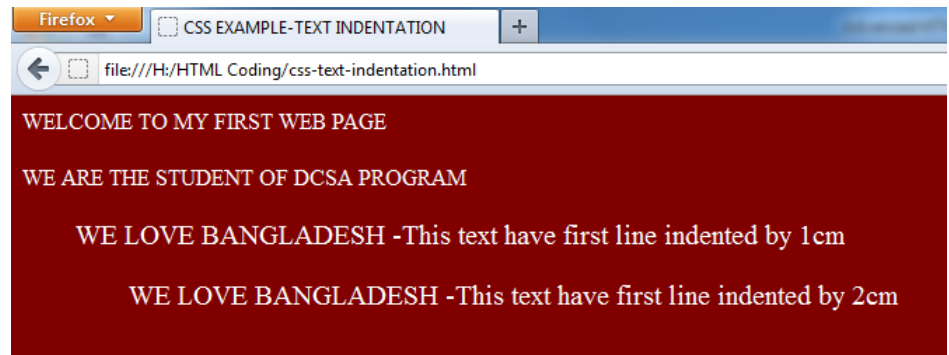 Firefox
CSS EXAMPLE-TEXT INDENTATION
file:///H:/HTML Coding/css-text-indentation.html
WELCOME TO MY FIRST WEB PAGE
WE ARE THE STUDENT OF DCSA PROGRAM
WE LOVE BANGLADESH -This text have first line indented by 1cm
WE LOVE BANGLADESH -This text have first line indented by 2cm